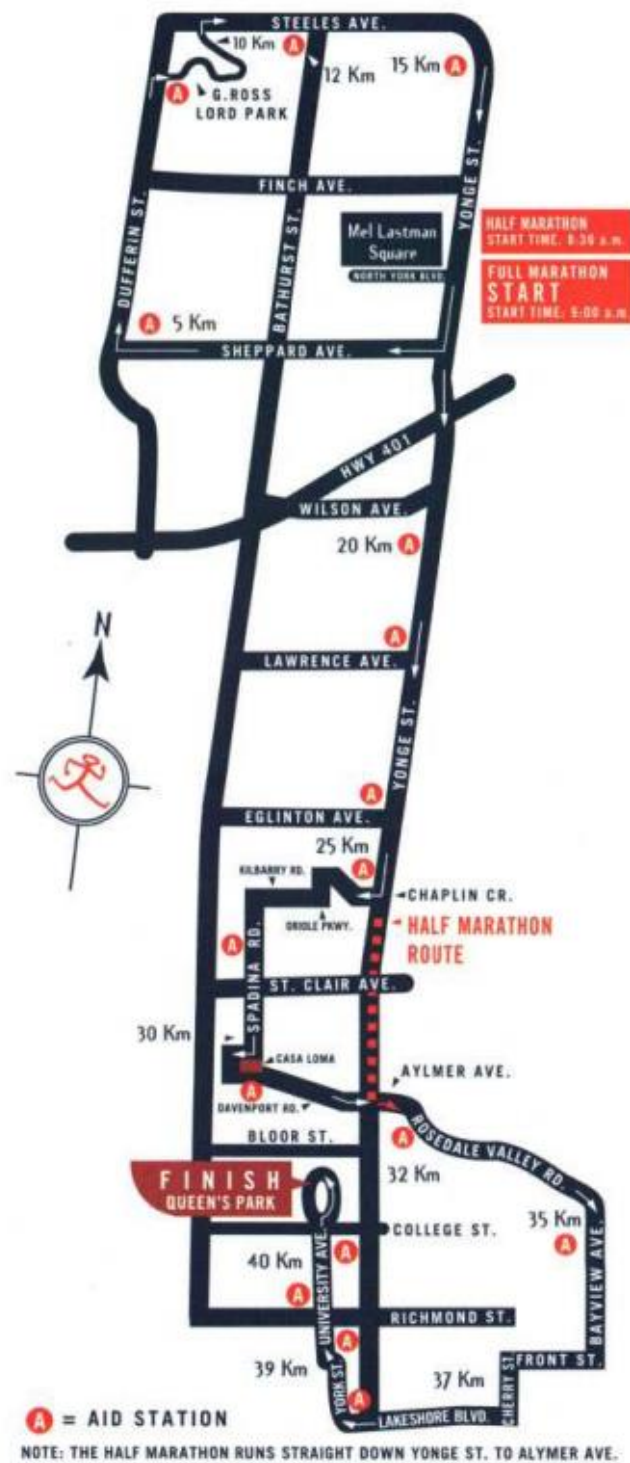 STEELES AVE.
10 Km
A
12 Km
15 Km A
A
G.ROSS
LORD PARK
YONGE ST.
FINCH AVE.
DUFFERIN ST.
BATHURST ST.
Mel Lastman
Square
NORTH YORK BLVD.
HALF MARATHON
START TIME. 8:30 a.m.
FULL MARATHON
START
START TIME: 9:00 a.m.
A 5 Km
SHEPPARD AVE.
HWY 401
WILSON AVE.
20 Km A
N
A
LAWRENCE AVE.
YONGE ST.
A
EGLINTON AVE.
25 Km
A
KILBARRY RD.
CHAPLIN CR.
ORIOLE PKWY.
HALF MARATHON
ROUTE
A
SPADINA RD.
ST. CLAIR AVE.
30 Km
CASA LOMA
AYLMER AVE.
A
DAVENPORT RD.
ROSEDALE VALLEY RD.
A
BLOOR ST.
32 Km
FINISH
QUEEN'S PARK
35 Km
A
COLLEGE ST.
40 Km
A
UNIVERSITY AVE.
BAYVIEW AVE.
A
RICHMOND ST.
A
FRONT ST.
39 Km
YORK ST.
37 Km
CHERRY ST.
A
LAKESHORE BLVD.
A = AID STATION
NOTE: THE HALF MARATHON RUNS STRAIGHT DOWN YONGE ST. TO ALYMER AVE.